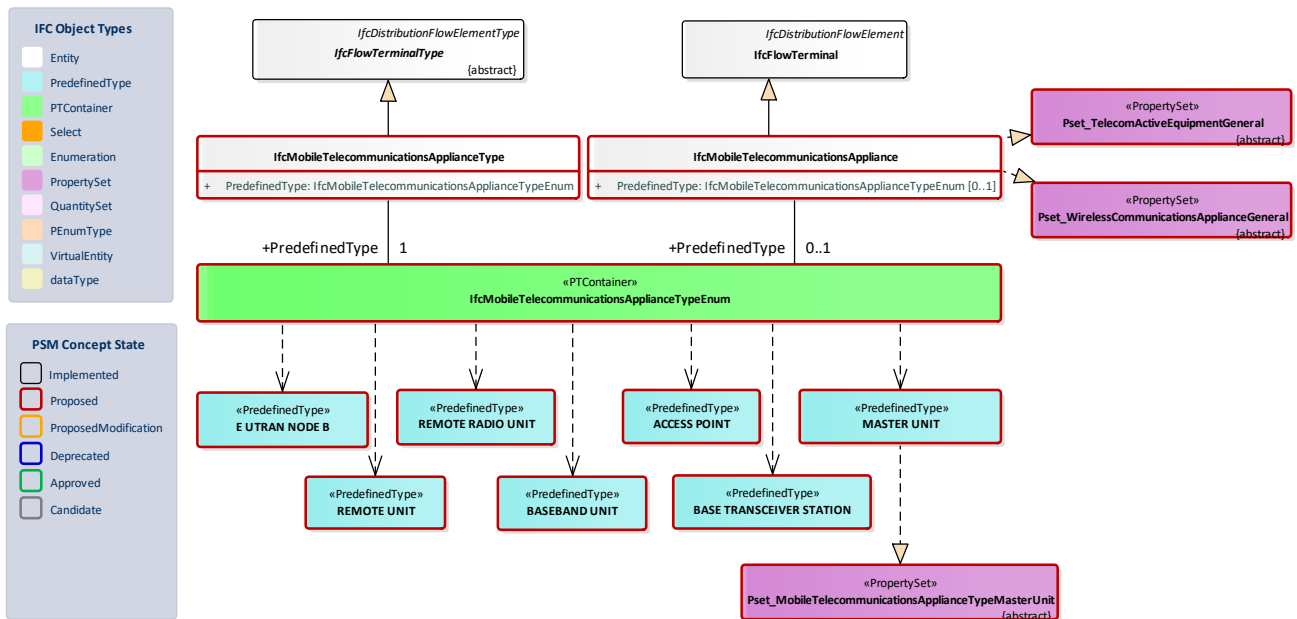 IFC Object Types
Entity
PredefinedType
PTContainer
Select
Enumeration
PropertySet
QuantitySet
PEnumType
VirtualEntity
dataType
PSM Concept State
Implemented
Proposed
ProposedModification
Deprecated
Approved
Candidate
IfcDistributionFlowElementType
IfcFlowTerminalType
{abstract}
IfcDistributionFlowElement
IfcFlowTerminal
IfcMobileTelecommunicationsApplianceType
+ PredefinedType: IfcMobileTelecommunicationsApplianceTypeEnum
IfcMobileTelecommunicationsAppliance
+ PredefinedType: IfcMobileTelecommunicationsApplianceTypeEnum [0..1]
«PropertySet»
Pset_TelecomActiveEquipmentGeneral
{abstract}
«PropertySet»
Pset_WirelessCommunicationsApplianceGeneral
{abstract}
+PredefinedType 1
+PredefinedType 0..1
«PTContainer»
IfcMobileTelecommunicationsApplianceTypeEnum
«PredefinedType»
E UTRAN NODE B
«PredefinedType»
REMOTE RADIO UNIT
«PredefinedType»
ACCESS POINT
«PredefinedType»
MASTER UNIT
«PredefinedType»
REMOTE UNIT
«PredefinedType»
BASEBAND UNIT
«PredefinedType»
BASE TRANSCEIVER STATION
«PropertySet»
Pset_MobileTelecommunicationsApplianceTypeMasterUnit
{abstract}